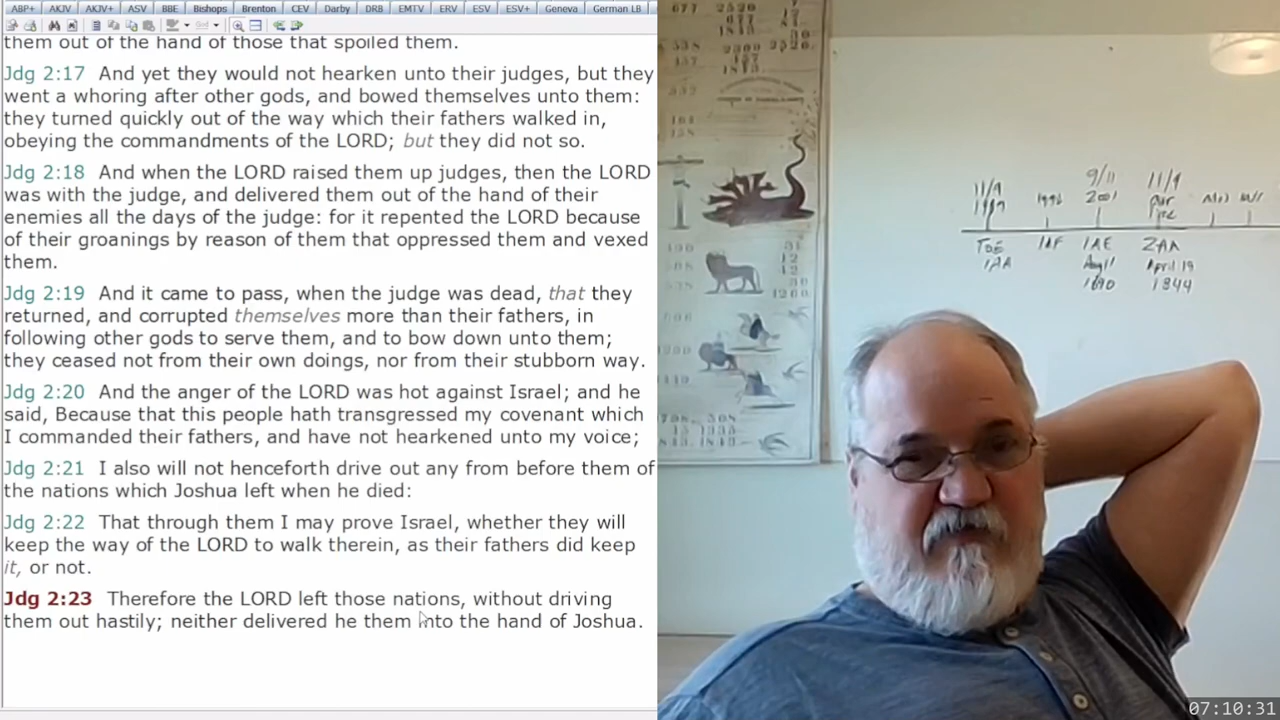 ABP+ AKJV AKJV+ ASV BBE Bishops Brenton CEV Darby DRB EMTV ERV ESV ESV+ Geneva German LB
them out of the hand of those that spoiled them.
Jdg 2:17 And yet they would not hearken unto their judges, but they
went a whoring after other gods, and bowed themselves unto them:
they turned quickly out of the way which their fathers walked in,
obeying the commandments of the LORD; but they did not so.
Jdg 2:18 And when the LORD raised them up judges, then the LORD
was with the judge, and delivered them out of the hand of their
enemies all the days of the judge: for it repented the LORD because
of their groanings by reason of them that oppressed them and vexed
them.
Jdg 2:19 And it came to pass, when the judge was dead, that they
returned, and corrupted themselves more than their fathers, in
following other gods to serve them, and to bow down unto them;
they ceased not from their own doings, nor from their stubborn way.
Jdg 2:20 And the anger of the LORD was hot against Israel; and he
said, Because that this people hath transgressed my covenant which
I commanded their fathers, and have not hearkened unto my voice;
Jdg 2:21 I also will not henceforth drive out any from before them of
the nations which Joshua left when he died:
Jdg 2:22 That through them I may prove Israel, whether they will
keep the way of the LORD to walk therein, as their fathers did keep
it, or not.
Jdg 2:23 Therefore the LORD left those nations, without driving
them out hastily; neither delivered he them into the hand of Joshua.
677 2520
677
1843
2300 2520
157
1843
1200
9/11 11/9
2001
IAE
April 19
1844
07:10:31